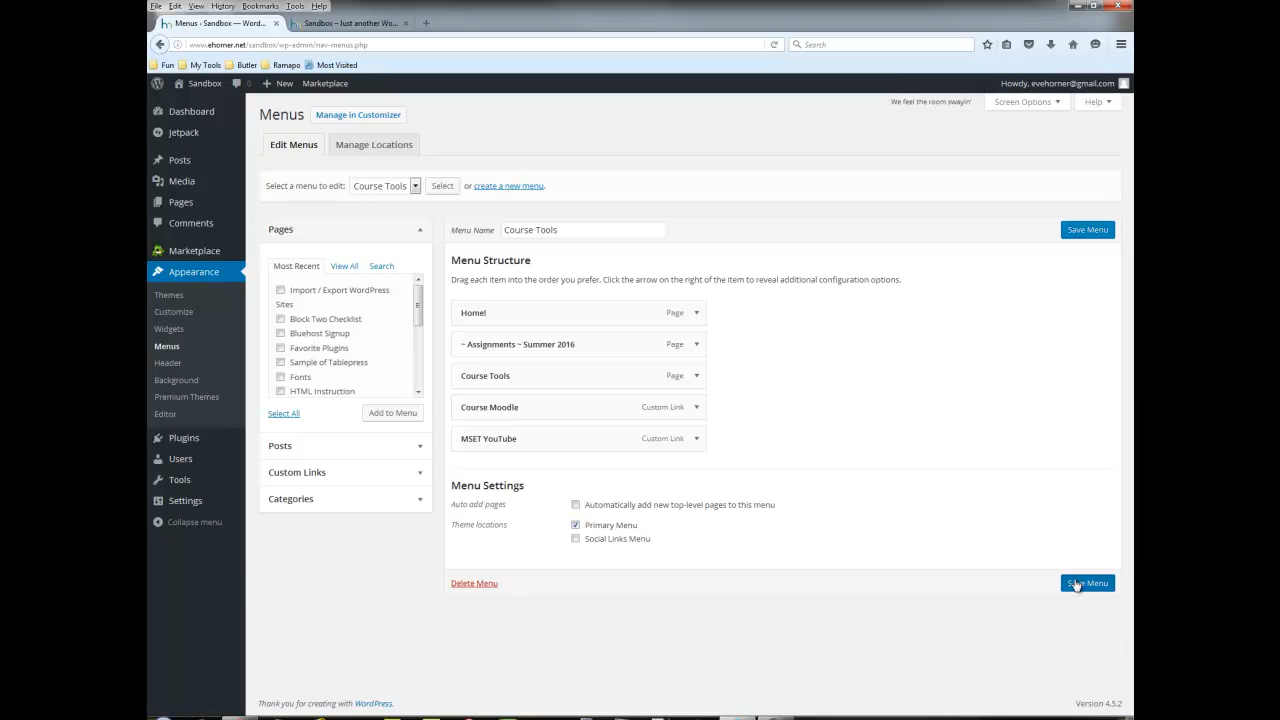 File Edit View History Bookmarks Tools Help
Menus ‹ Sandbox — Word... × Sandbox – Just another Wo... × +
www.ehorner.net/sandbox/wp-admin/nav-menus.php Search
Fun My Tools Butler Ramapo Most Visited
Sandbox + New Marketplace Howdy, evehorner@gmail.com
We feel the room swayin' Screen Options Help
Menus Manage in Customizer
Edit Menus Manage Locations
Select a menu to edit: Course Tools Select or create a new menu.
Dashboard
Jetpack
Posts
Media
Pages
Comments
Marketplace
Appearance
Themes
Customize
Widgets
Menus
Header
Background
Premium Themes
Editor
Plugins
Users
Tools
Settings
Collapse menu
Pages
Most Recent View All Search
Import / Export WordPress
Sites
Block Two Checklist
Bluehost Signup
Favorite Plugins
Sample of Tablepress
Fonts
HTML Instruction
Select All Add to Menu
Posts
Custom Links
Categories
Menu Name Course Tools Save Menu
Menu Structure
Drag each item into the order you prefer. Click the arrow on the right of the item to reveal additional configuration options.
Home! Page
~ Assignments ~ Summer 2016 Page
Course Tools Page
Course Moodle Custom Link
MSET YouTube Custom Link
Menu Settings
Auto add pages Automatically add new top-level pages to this menu
Theme locations Primary Menu
Social Links Menu
Delete Menu Save Menu
Thank you for creating with WordPress. Version 4.5.2